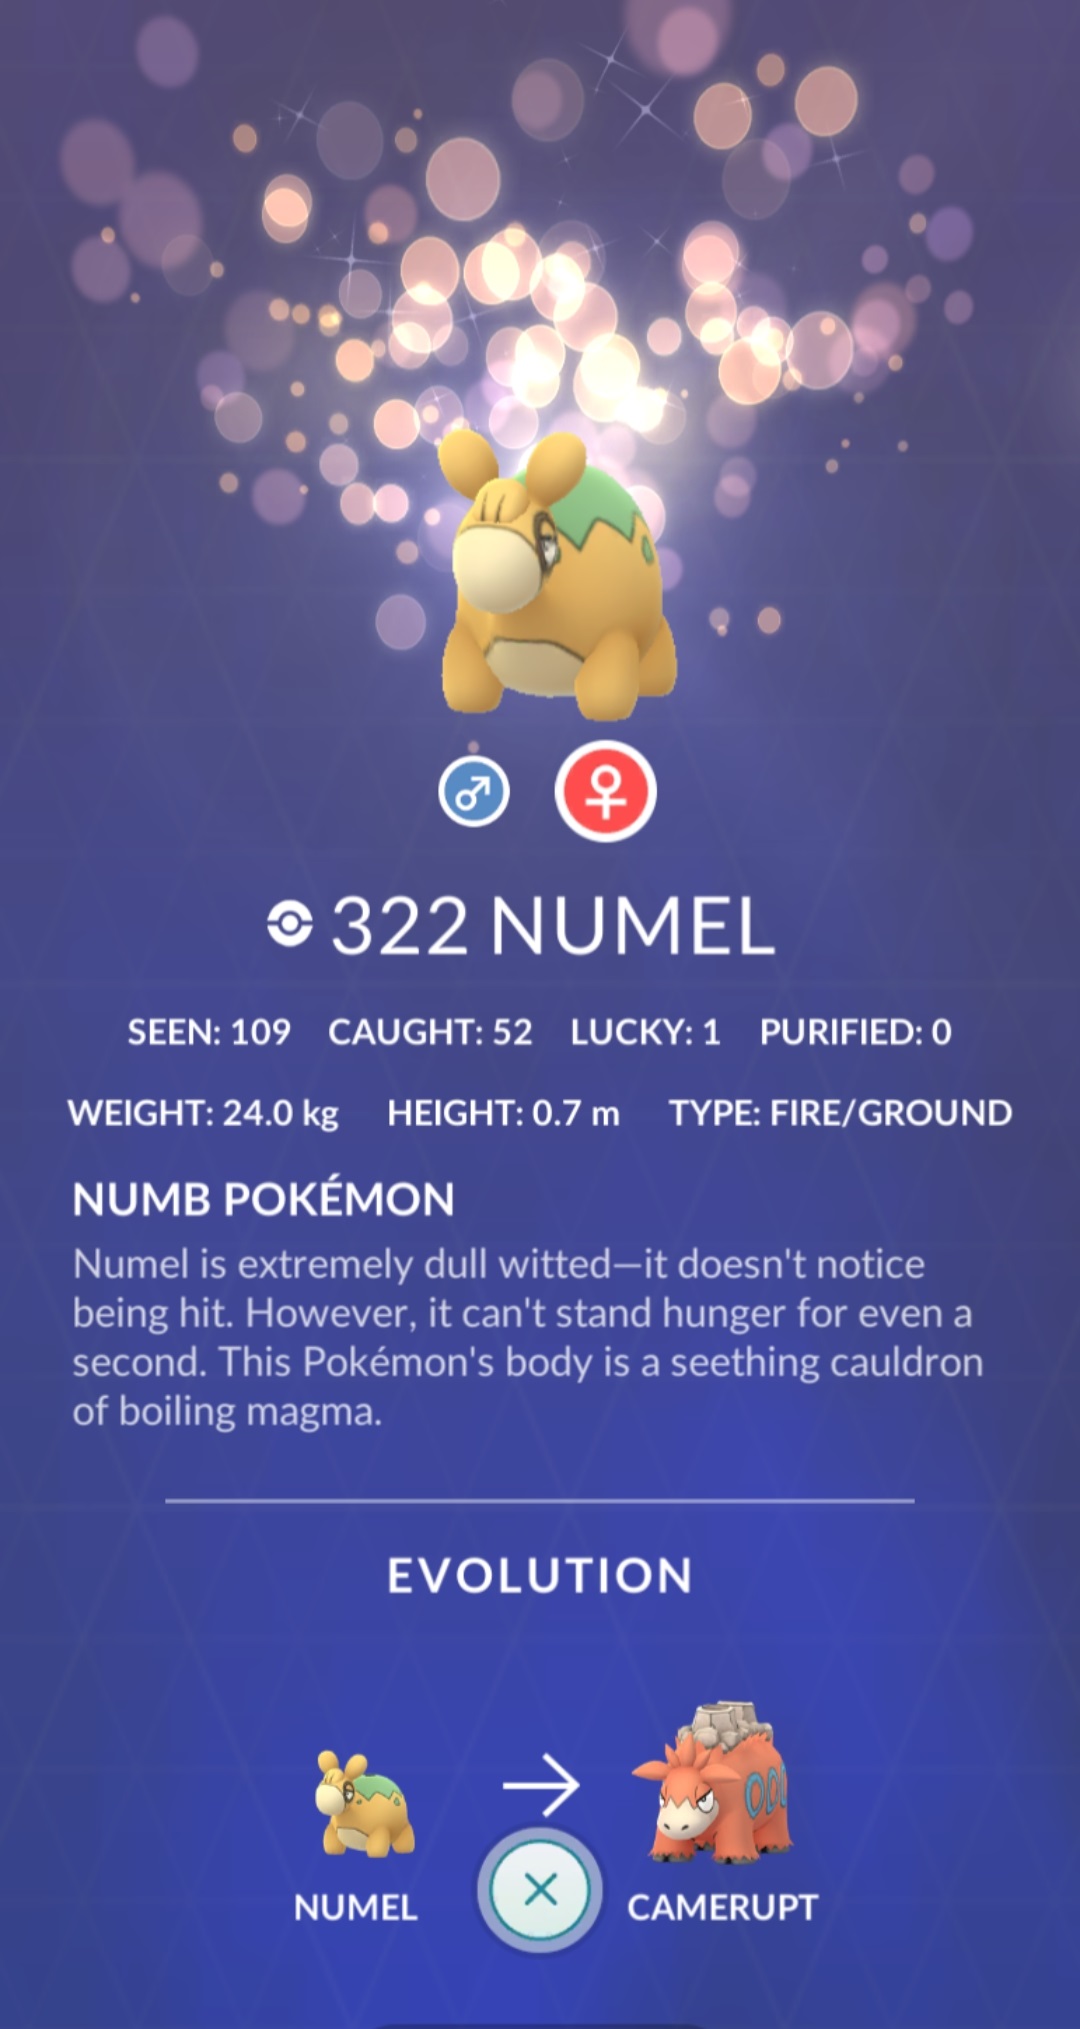 322 NUMEL
SEEN: 109 CAUGHT: 52 LUCKY: 1 PURIFIED: 0
WEIGHT: 24.0 kg HEIGHT: 0.7 m TYPE: FIRE/GROUND
NUMB POKÉMON
Numel is extremely dull witted—it doesn't notice
being hit. However, it can't stand hunger for even a
second. This Pokémon's body is a seething cauldron
of boiling magma.
EVOLUTION
NUMEL CAMERUPT